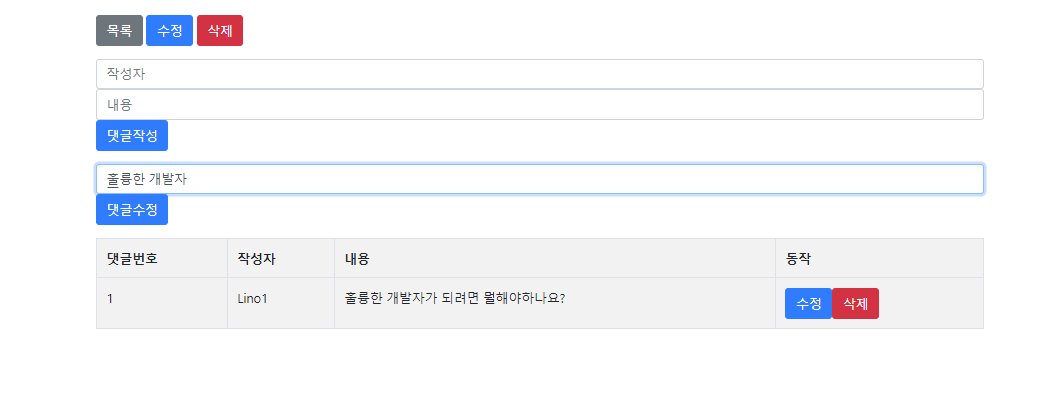 목록 수정 삭제
작성자
내용
댓글작성
훌륭한 개발자
댓글수정
댓글번호 작성자 내용 동작
1 Lino1 훌륭한 개발자가 되려면 뭘해야하나요? 수정 삭제